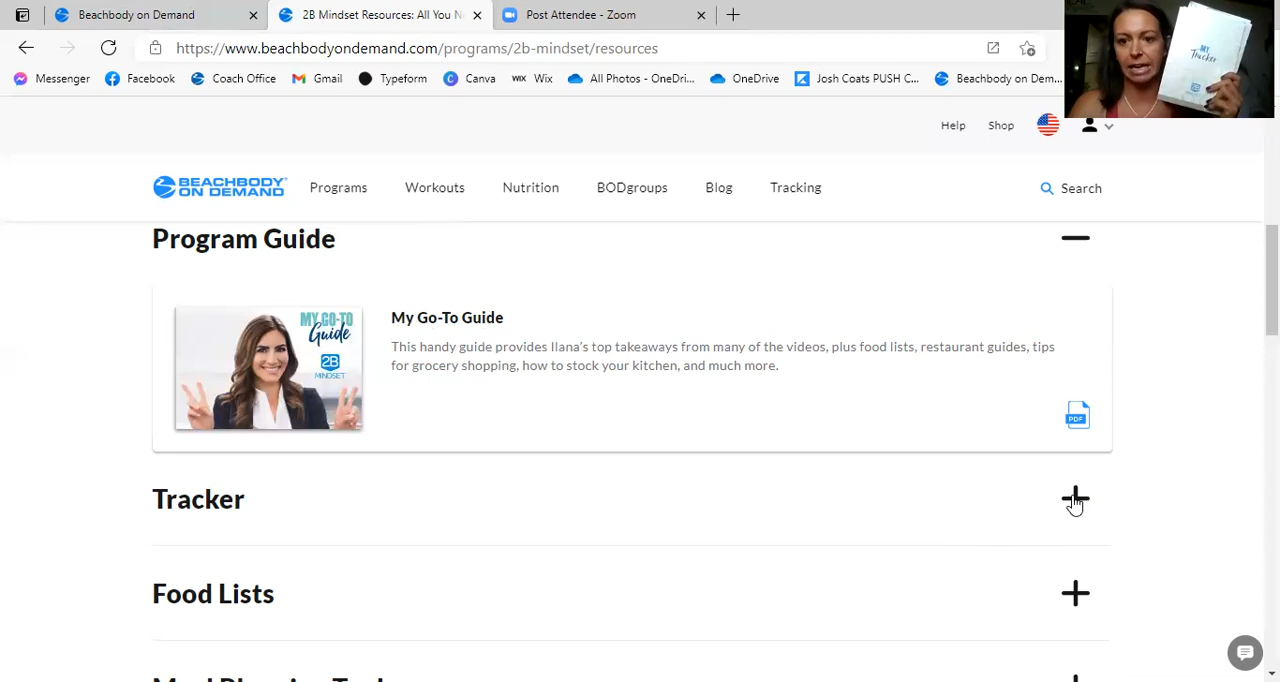 Beachbody on Demand
2B Mindset Resources: All You N
Post Attendee - Zoom
https://www.beachbodyondemand.com/programs/2b-mindset/resources
Messenger
Facebook
Coach Office
Gmail
Typeform
Canva
WIX Wix
All Photos - OneDri...
OneDrive
Josh Coats PUSH C...
Beachbody on Dem...
MY
Tracker
Help
Shop
BEACHBODY
ON DEMAND
Programs
Workouts
Nutrition
BODgroups
Blog
Tracking
Search
Program Guide
MY GO-TO
Guide
2B
MINDSET
My Go-To Guide
This handy guide provides Ilana's top takeaways from many of the videos, plus food lists, restaurant guides, tips
for grocery shopping, how to stock your kitchen, and much more.
PDF
Tracker
Food Lists